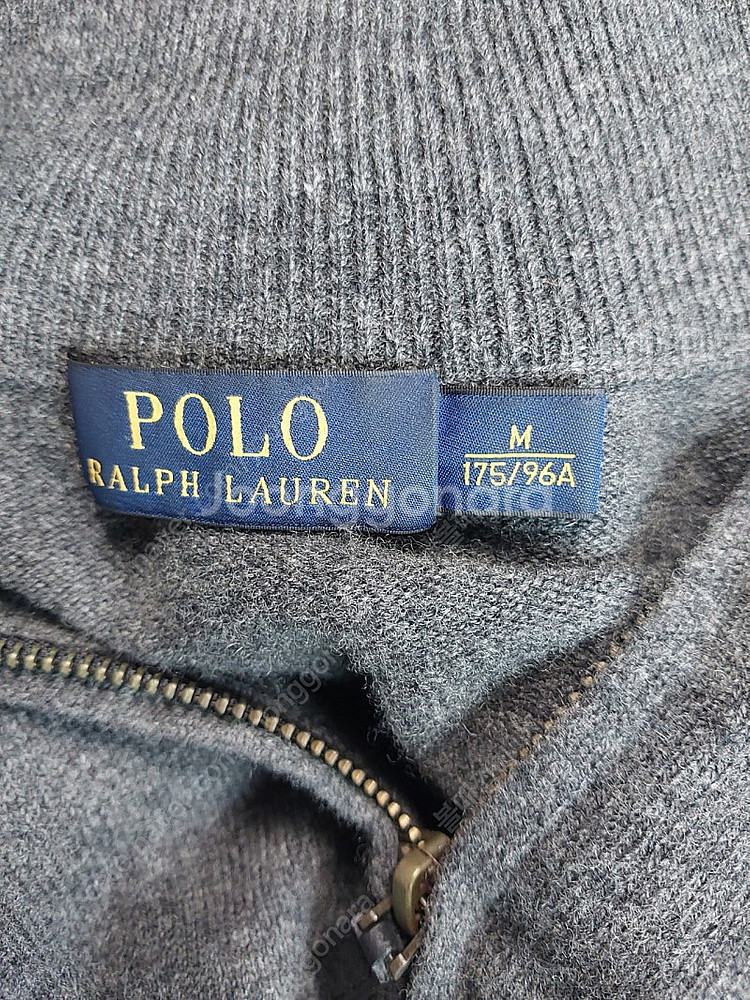 POLO
RALPH LAUREN
M
175/96A
Joonggonara